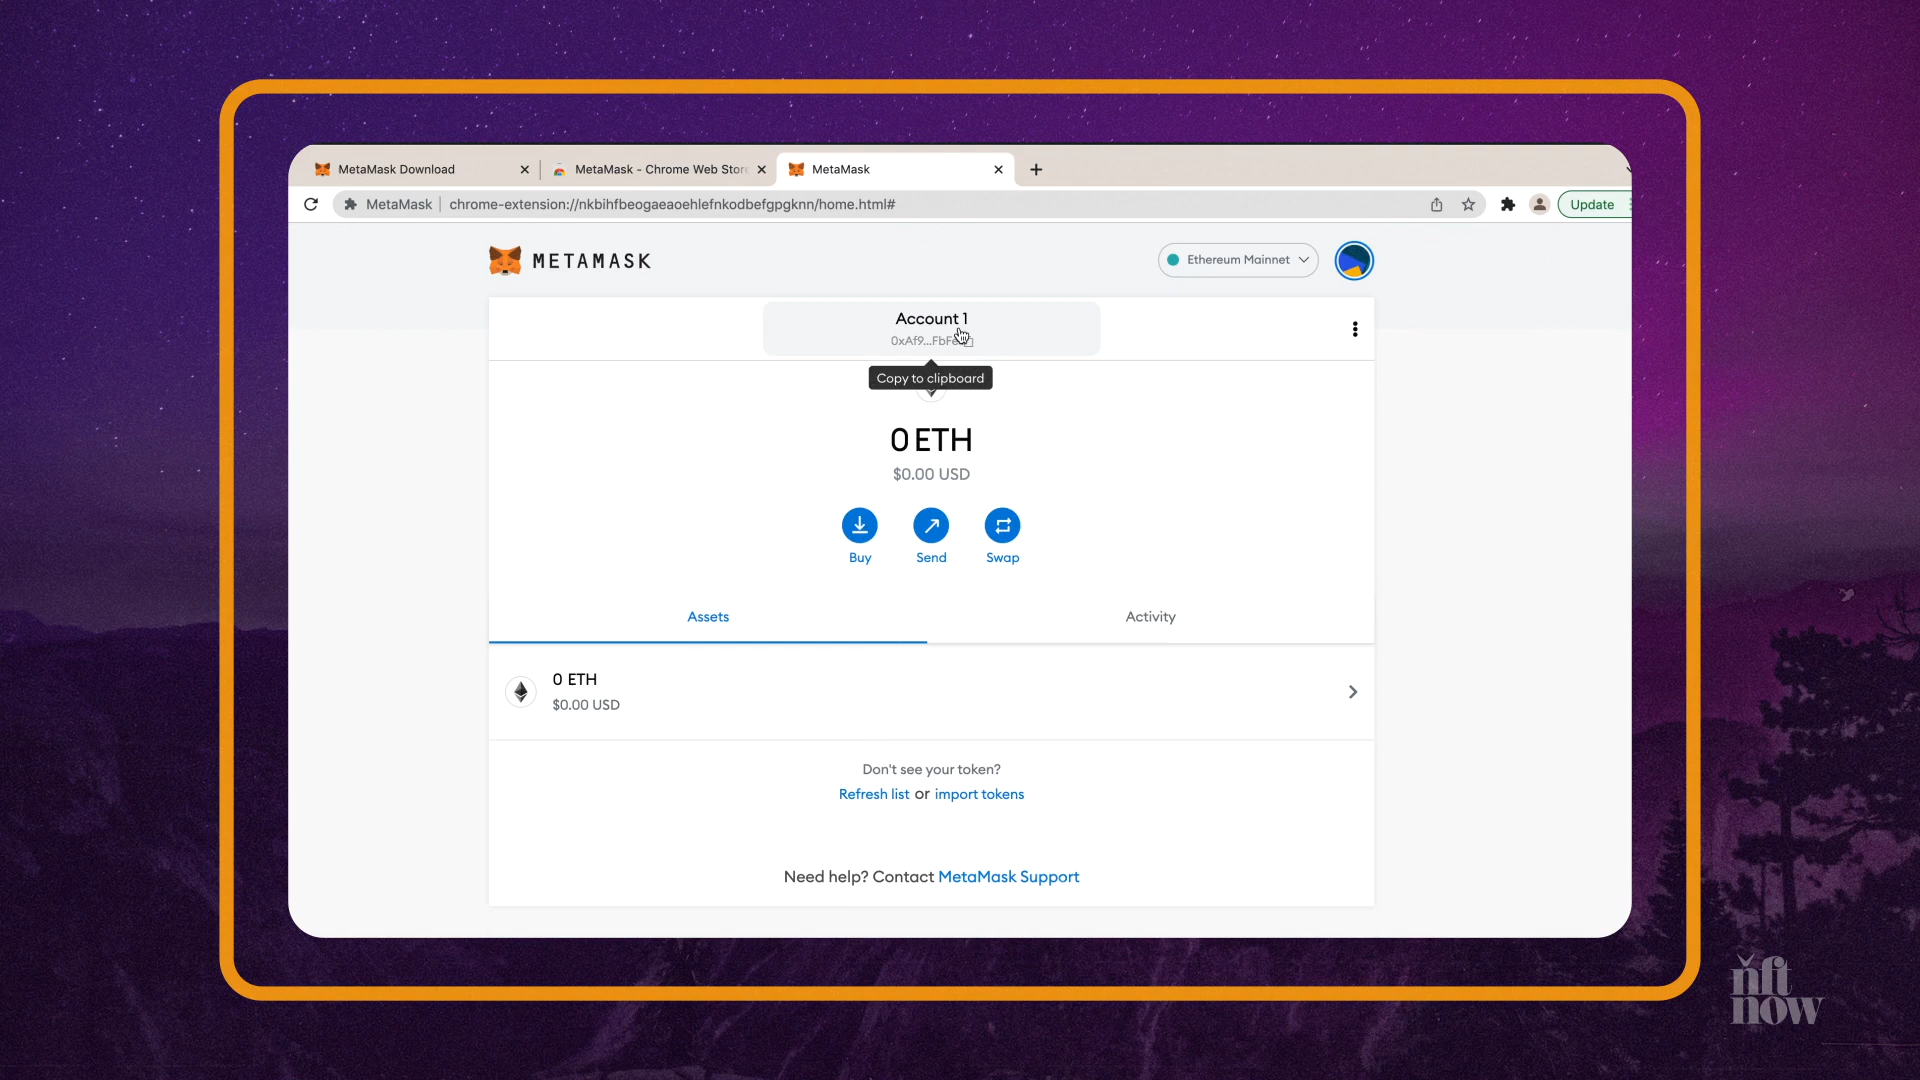 MetaMask Download
MetaMask - Chrome Web Store
MetaMask
MetaMask
chrome-extension://nkbihfbeogaeaoehlefnkodbefgpgknn/home.html#
Update
METAMASK
Ethereum Mainnet
Account 1
0xAf9...FbFe
Copy to clipboard
0 ETH
$0.00 USD
Buy
Send
Swap
Assets
Activity
0 ETH
$0.00 USD
Don't see your token?
Refresh list or import tokens
Need help? Contact MetaMask Support
nft
now